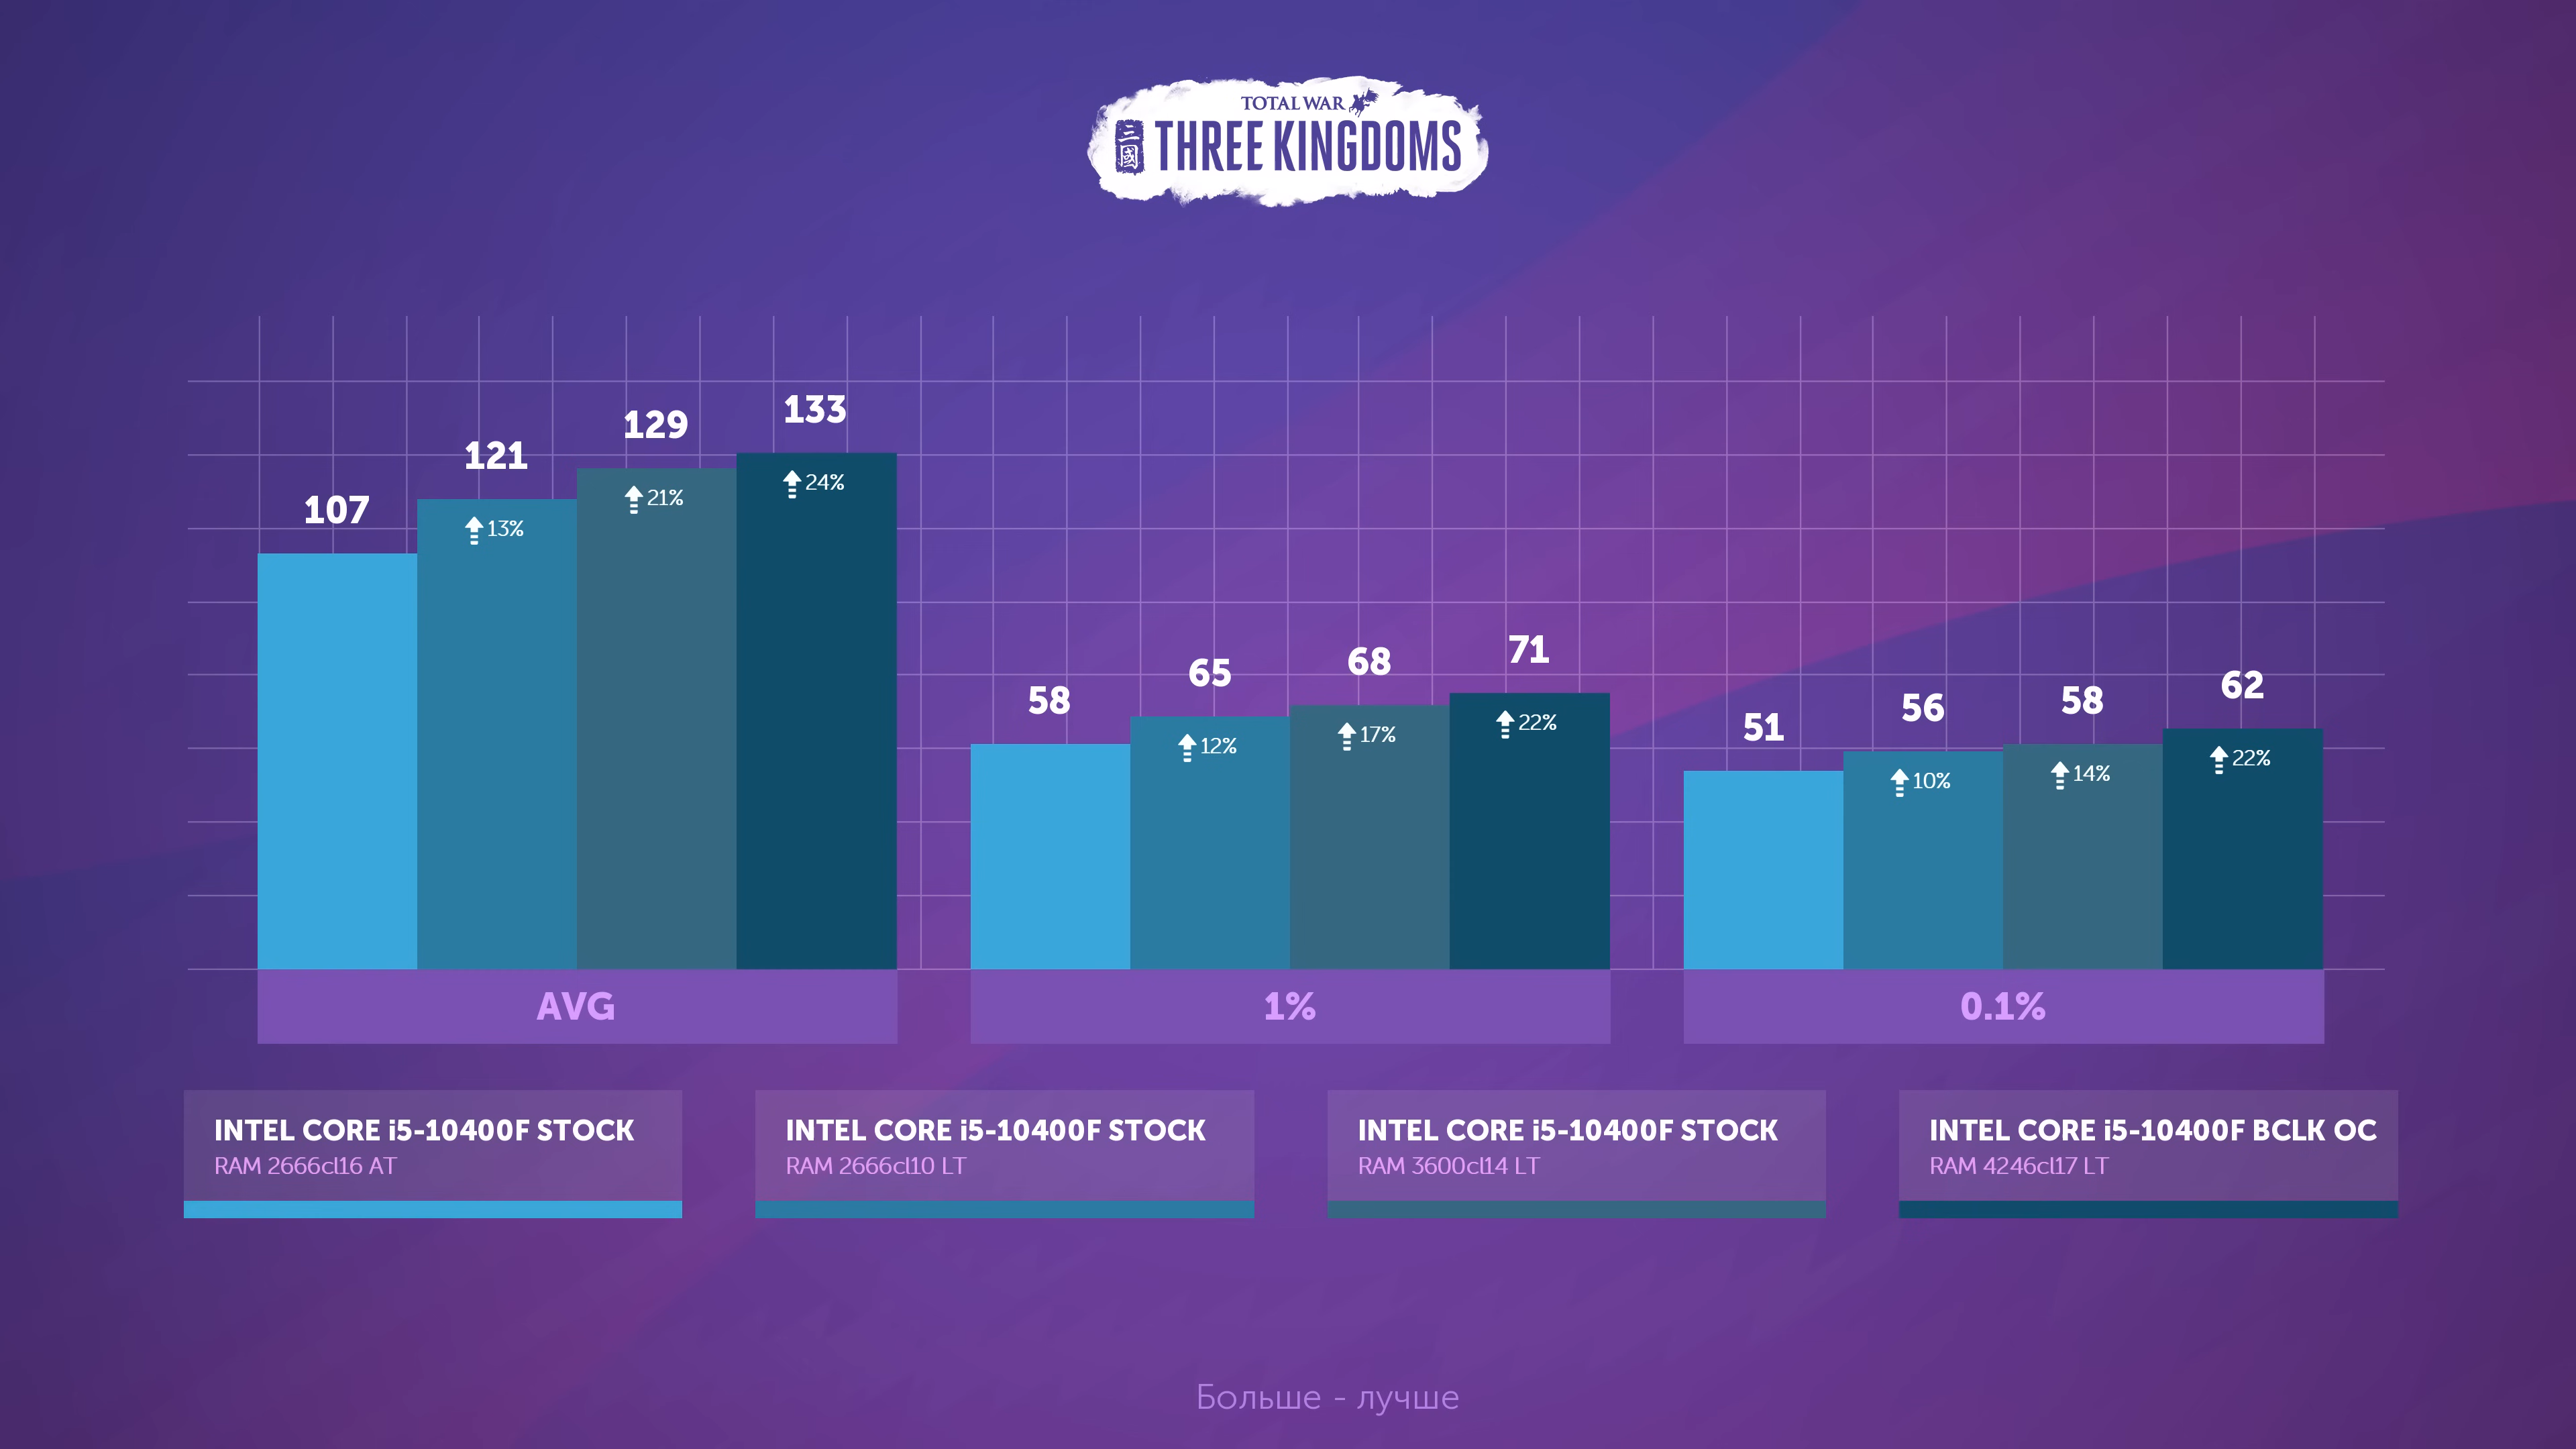 TOTAL WAR
三國
THREE KINGDOMS
107
121
129
133
13%
21%
24%
58
65
68
71
12%
17%
22%
51
56
58
62
10%
14%
22%
AVG
1%
0.1%
INTEL CORE i5-10400F STOCK
RAM 2666cl16 AT
INTEL CORE i5-10400F STOCK
RAM 2666cl10 LT
INTEL CORE i5-10400F STOCK
RAM 3600cl14 LT
INTEL CORE i5-10400F BCLK OC
RAM 4246cl17 LT
Больше - лучше